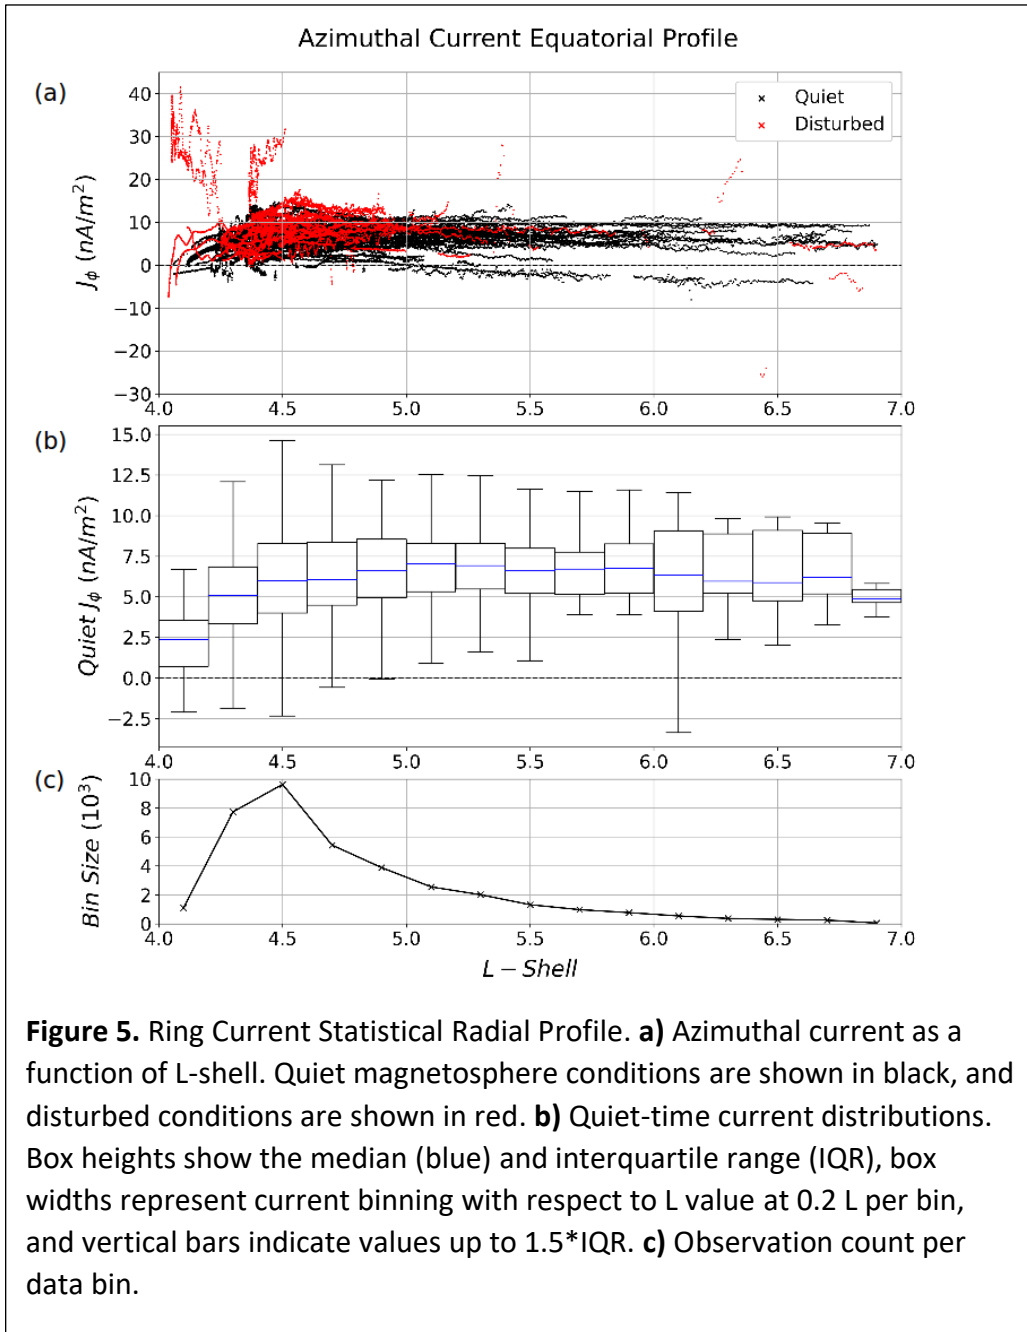 Azimuthal Current Equatorial Profile
(a)
J_ϕ (nA/m²)
40
30
20
10
0
−10
−20
−30
Quiet
Disturbed
4.0 4.5 5.0 5.5 6.0 6.5 7.0
(b)
Quiet J_ϕ (nA/m²)
15.0
12.5
10.0
7.5
5.0
2.5
0.0
−2.5
4.0 4.5 5.0 5.5 6.0 6.5 7.0
(c)
Bin Size (10³)
10
8
6
4
2
0
4.0 4.5 5.0 5.5 6.0 6.5 7.0
L − Shell
Figure 5. Ring Current Statistical Radial Profile. a) Azimuthal current as a
function of L-shell. Quiet magnetosphere conditions are shown in black, and
disturbed conditions are shown in red. b) Quiet-time current distributions.
Box heights show the median (blue) and interquartile range (IQR), box
widths represent current binning with respect to L value at 0.2 L per bin,
and vertical bars indicate values up to 1.5*IQR. c) Observation count per
data bin.